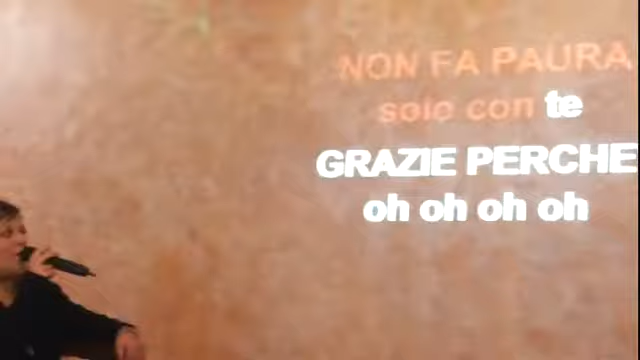 NON FA PAURA
solo con te
GRAZIE PERCHE
oh oh oh oh